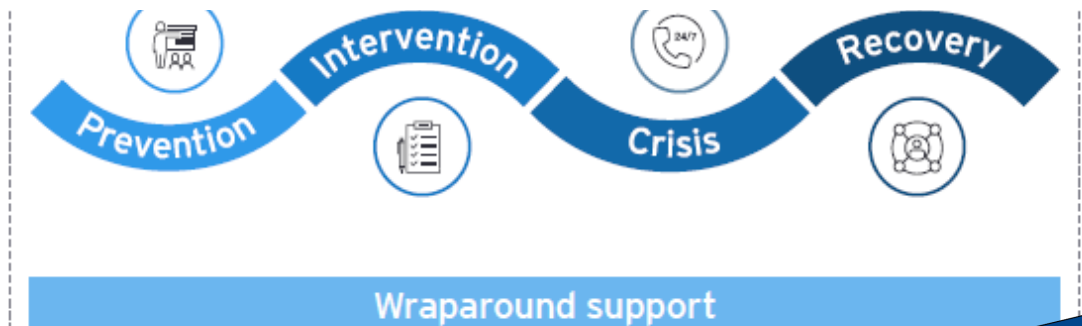 Prevention
Intervention
24/7
Crisis
Recovery
Wraparound support